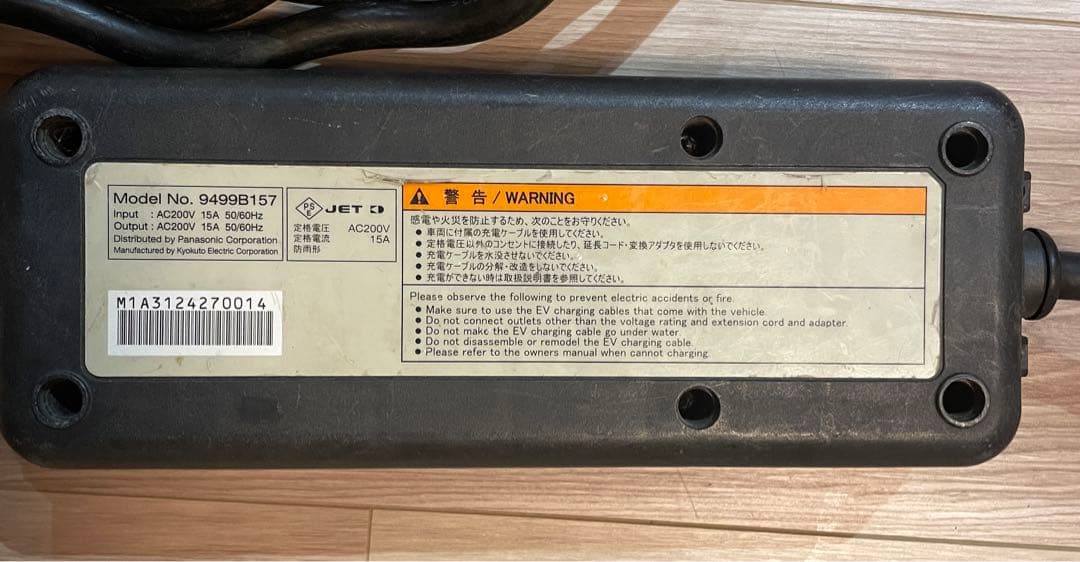 Model No. 9499B157
Input : AC200V 15A 50/60Hz
Output : AC200V 15A 50/60Hz
Distributed by Panasonic Corporation
Manufactured by Kyokuto Electric Corporation
PSE JET
定格電圧 AC200V
定格電流 15A
防雨形
M1A3124270014
警告/WARNING
感電や火災を防止するため、次のことをお守りください。
● 車両に付属の充電ケーブルを使用してください。
● 定格電圧以外のコンセントに接続したり、延長コード・変換アダプタを使用しないでください。
● 充電ケーブルを水没させないでください。
● 充電ケーブルの分解・改造をしないでください。
● 充電ができない時は取扱説明書を参照してください。
Please observe the following to prevent electric accidents or fire.
● Make sure to use the EV charging cables that come with the vehicle.
● Do not connect outlets other than the voltage rating and extension cord and adapter.
● Do not make the EV charging cable go under water.
● Do not disassemble or remodel the EV charging cable.
● Please refer to the owners manual when cannot charging.